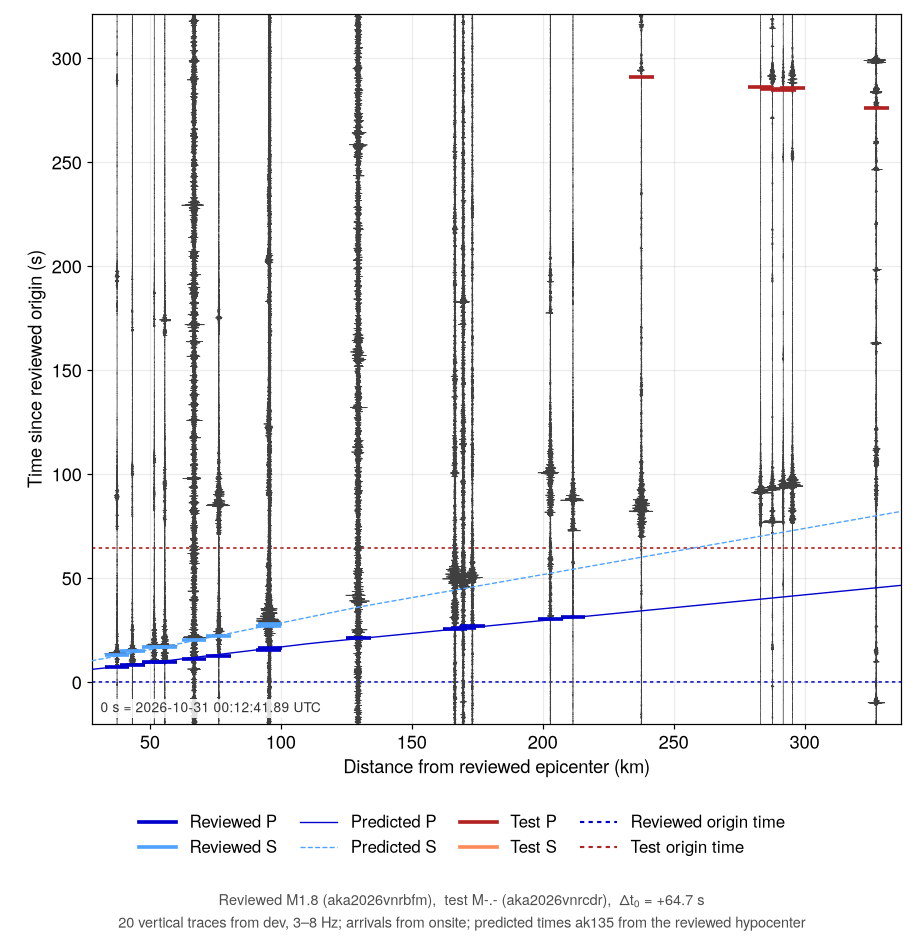 300
250
200
150
100
50
0
Time since reviewed origin (s)
0 s = 2026-10-31 00:12:41.89 UTC
50 100 150 200 250 300
Distance from reviewed epicenter (km)
Reviewed P Predicted P Test P Reviewed origin time
Reviewed S Predicted S Test S Test origin time
Reviewed M1.8 (aka2026vnrbfm), test M-.- (aka2026vnrcdr), Δt₀ = +64.7 s
20 vertical traces from dev, 3–8 Hz; arrivals from onsite; predicted times ak135 from the reviewed hypocenter